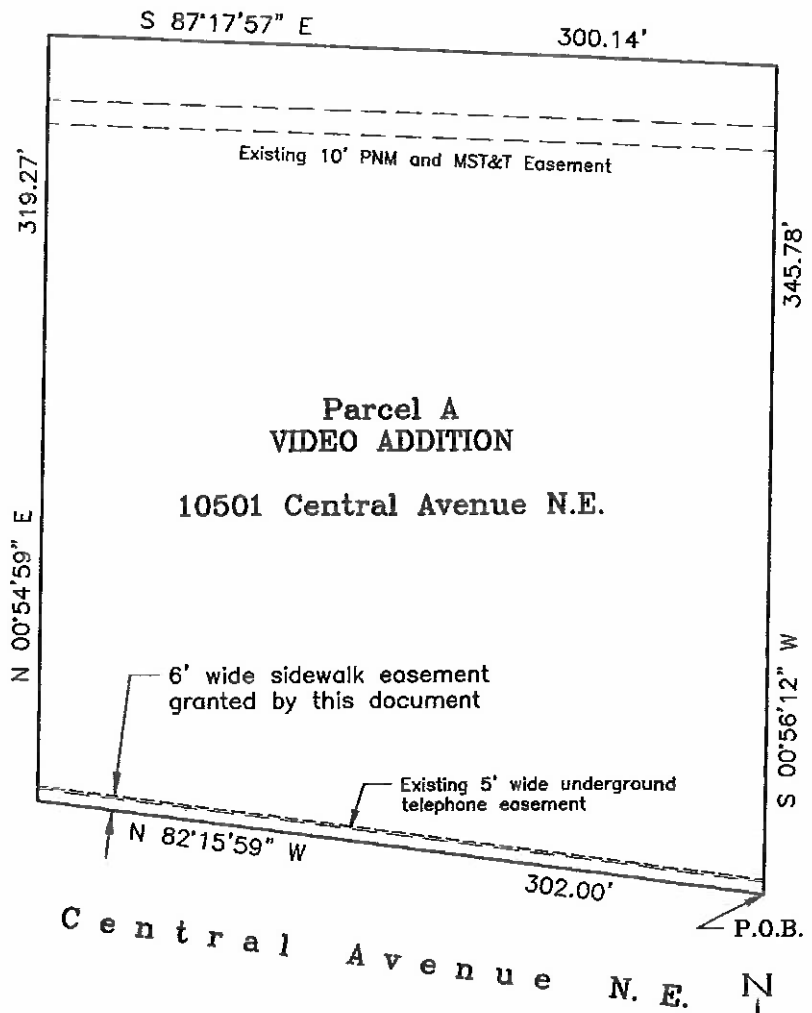 S 87°17'57" E 300.14'
Existing 10' PNM and MST&T Easement
319.27'
345.78'
Parcel A
VIDEO ADDITION
10501 Central Avenue N.E.
N 00°54'59" E
S 00°56'12" W
6' wide sidewalk easement
granted by this document
Existing 5' wide underground
telephone easement
N 82°15'59" W 302.00'
P.O.B.
Central Avenue N.E.
N